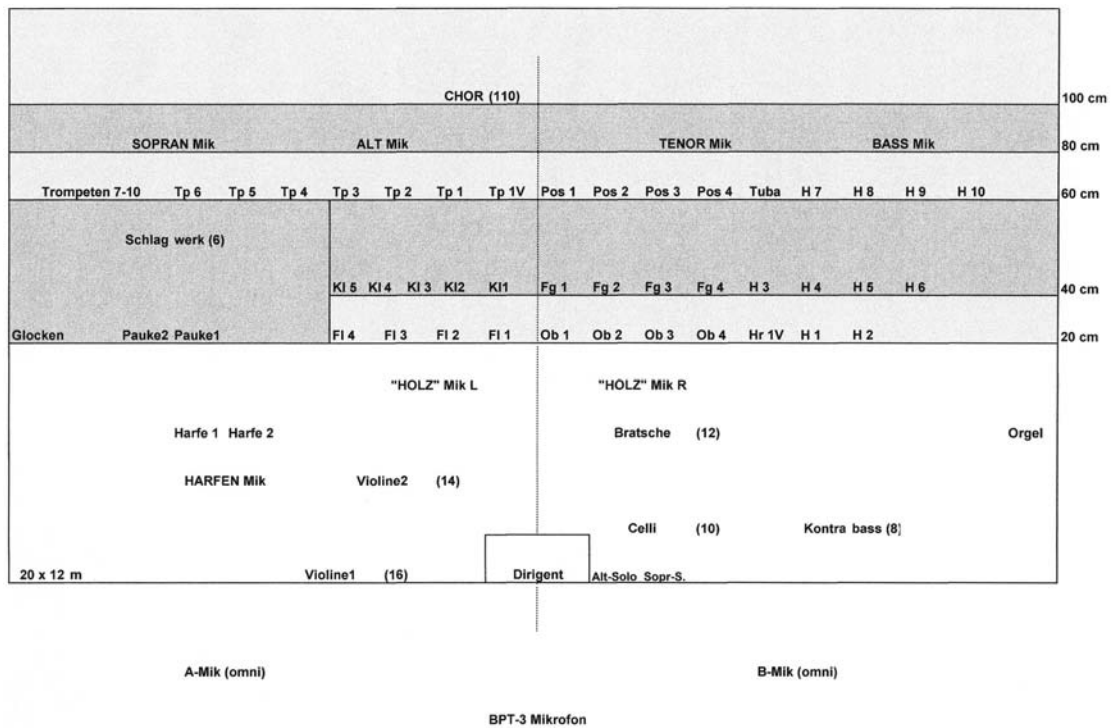 CHOR (110)
100 cm
SOPRAN Mik ALT Mik TENOR Mik BASS Mik 80 cm
Trompeten 7-10 Tp 6 Tp 5 Tp 4 Tp 3 Tp 2 Tp 1 Tp 1V Pos 1 Pos 2 Pos 3 Pos 4 Tuba H 7 H 8 H 9 H 10 60 cm
Schlag werk (6)
Kl 5 Kl 4 Kl 3 Kl2 Kl1 Fg 1 Fg 2 Fg 3 Fg 4 H 3 H 4 H 5 H 6 40 cm
Glocken Pauke2 Pauke1 Fl 4 Fl 3 Fl 2 Fl 1 Ob 1 Ob 2 Ob 3 Ob 4 Hr 1V H 1 H 2 20 cm
"HOLZ" Mik L "HOLZ" Mik R
Harfe 1 Harfe 2 Bratsche (12) Orgel
HARFEN Mik Violine2 (14)
Celli (10) Kontra bass (8)
20 x 12 m Violine1 (16) Dirigent Alt-Solo Sopr-S.
A-Mik (omni) B-Mik (omni)
BPT-3 Mikrofon